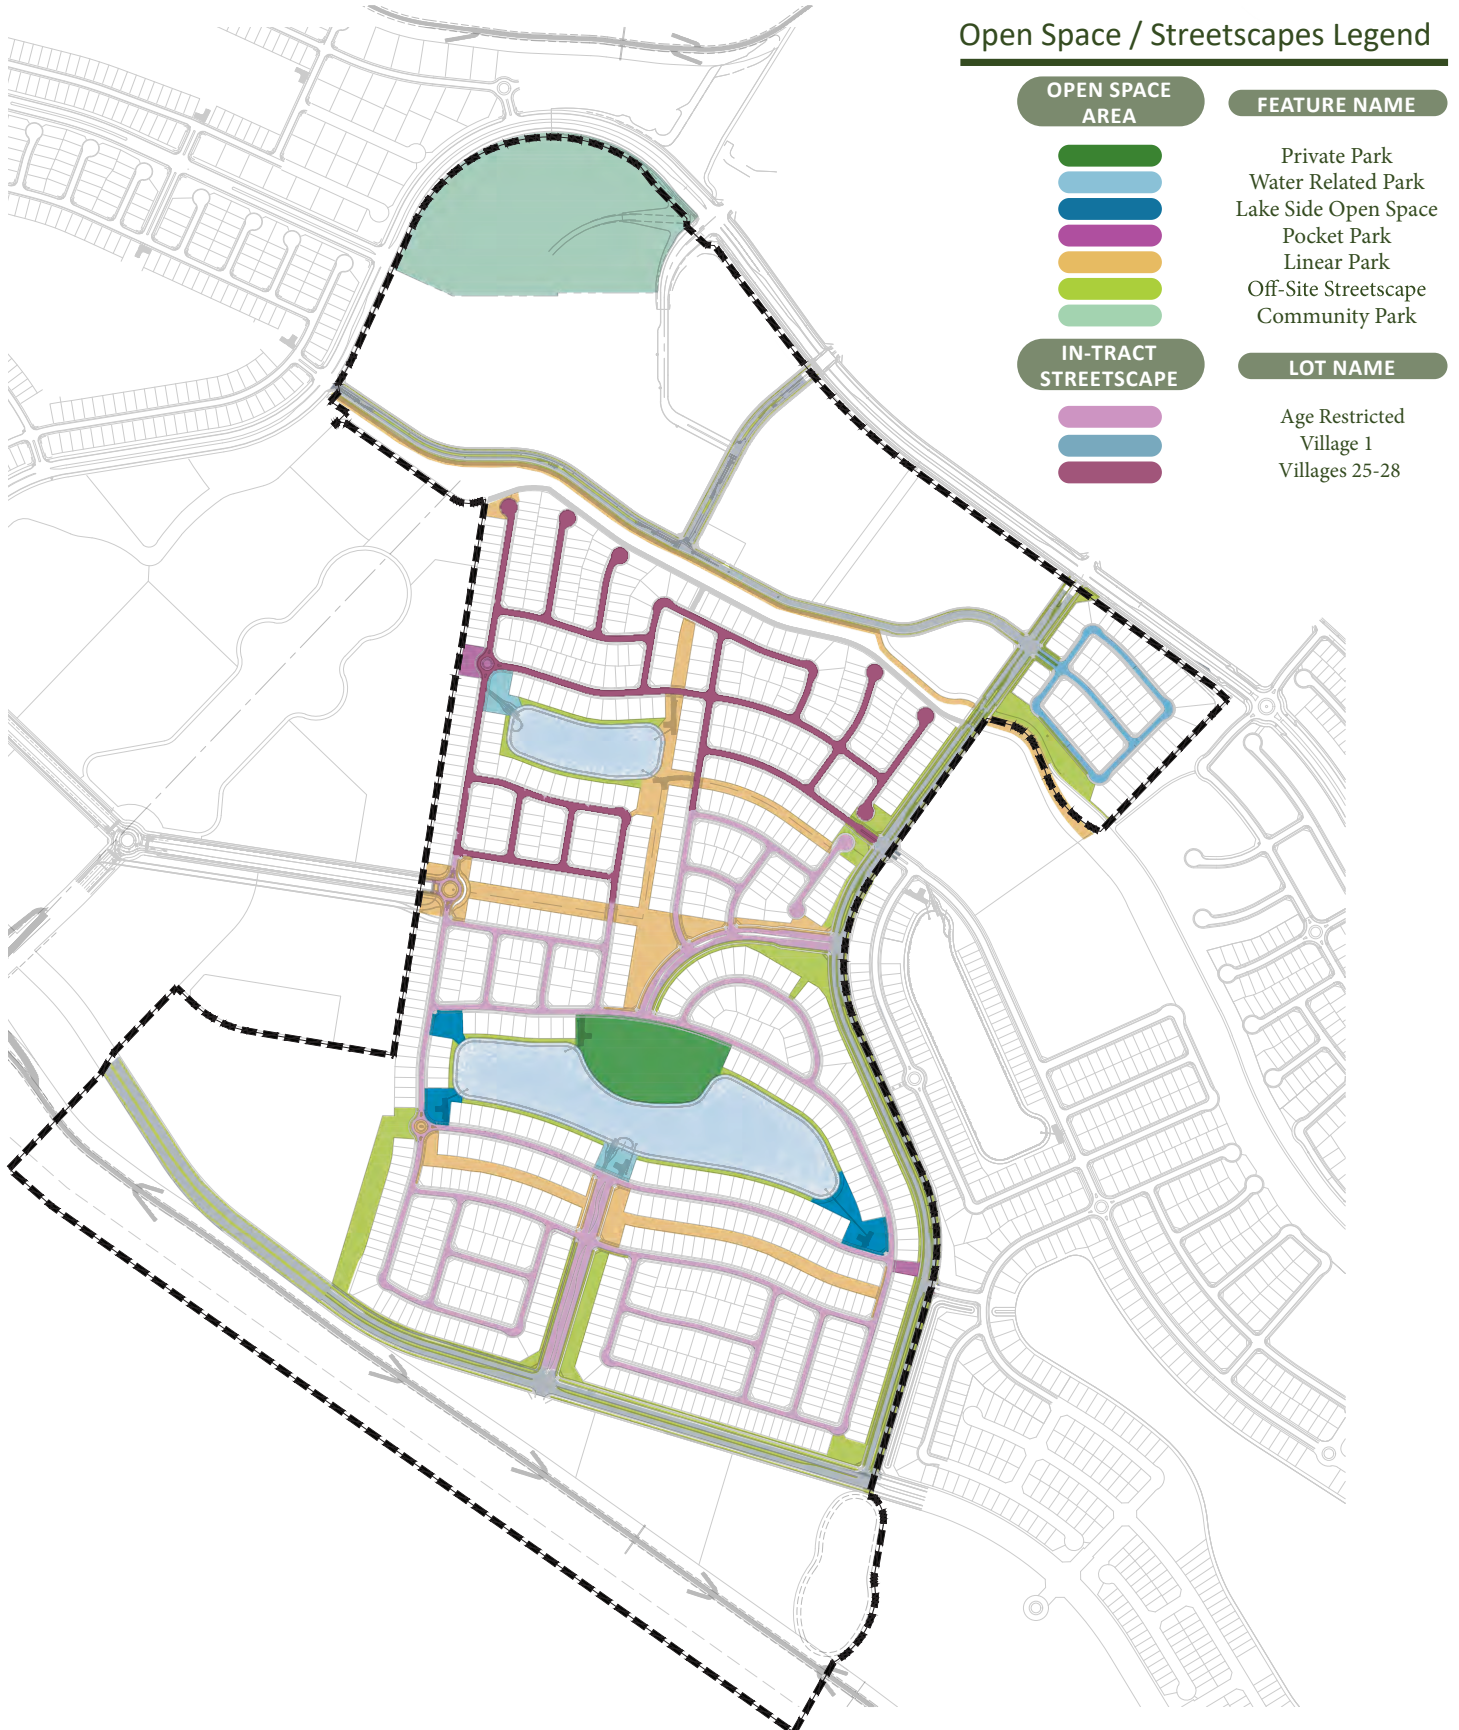 Open Space / Streetscapes Legend
OPEN SPACE
AREA
FEATURE NAME
Private Park
Water Related Park
Lake Side Open Space
Pocket Park
Linear Park
Off-Site Streetscape
Community Park
IN-TRACT
STREETSCAPE
LOT NAME
Age Restricted
Village 1
Villages 25-28